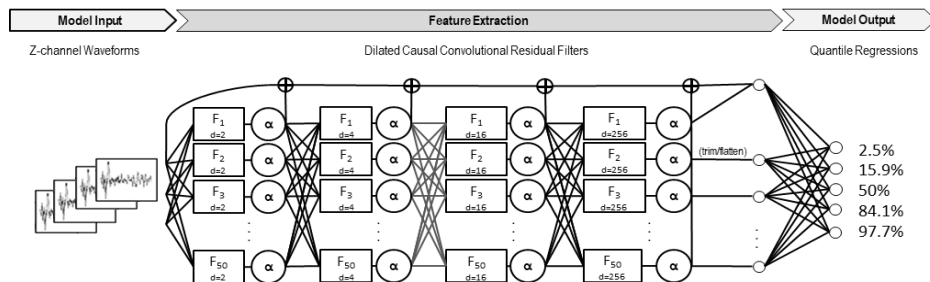 Model Input
Feature Extraction
Model Output
Z-channel Waveforms
Dilated Causal Convolutional Residual Filters
Quantile Regressions
F1 d=2 α F1 d=4 α F1 d=16 α F1 d=256 α
F2 d=2 α F2 d=4 α F2 d=16 α F2 d=256 α (trim/flatten)
F3 d=2 α F3 d=4 α F3 d=16 α F3 d=256 α
F50 d=2 α F50 d=4 α F50 d=16 α F50 d=256 α
2.5%
15.9%
50%
84.1%
97.7%